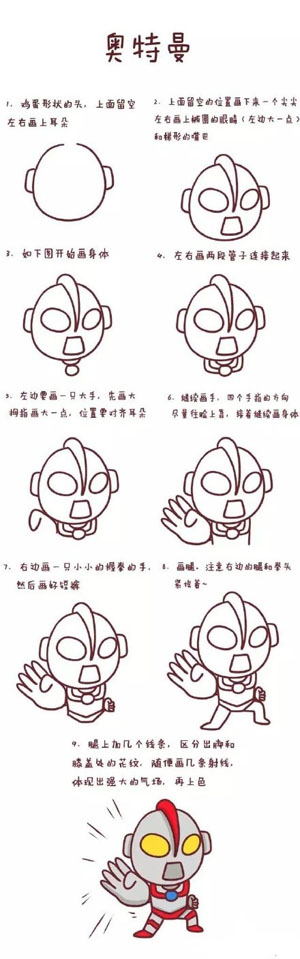 奥特曼
1. 鸡蛋形状的头，上面留空
左右画上耳朵
2. 上面留空的位置画下来一个尖尖
左右画上椭圆的眼睛（左边大一点）
和梯形的嘴巴
3. 如下图开始画身体
4. 左右画两段管子连接起来
5. 左边要画一只大手，先画大
拇指画大一点，位置要对齐耳朵
6. 继续画手，四个手指的方向
尽量往脸上靠，接着继续画身体
7. 右边画一只小小的握拳的手，
然后画好短裤
8. 画腿。注意右边的腿和拳头
紧挨着~
9. 腿上加几个线条，区分出脚和
膝盖处的花纹，随便画几条射线，
体现出强大的气场，再上色